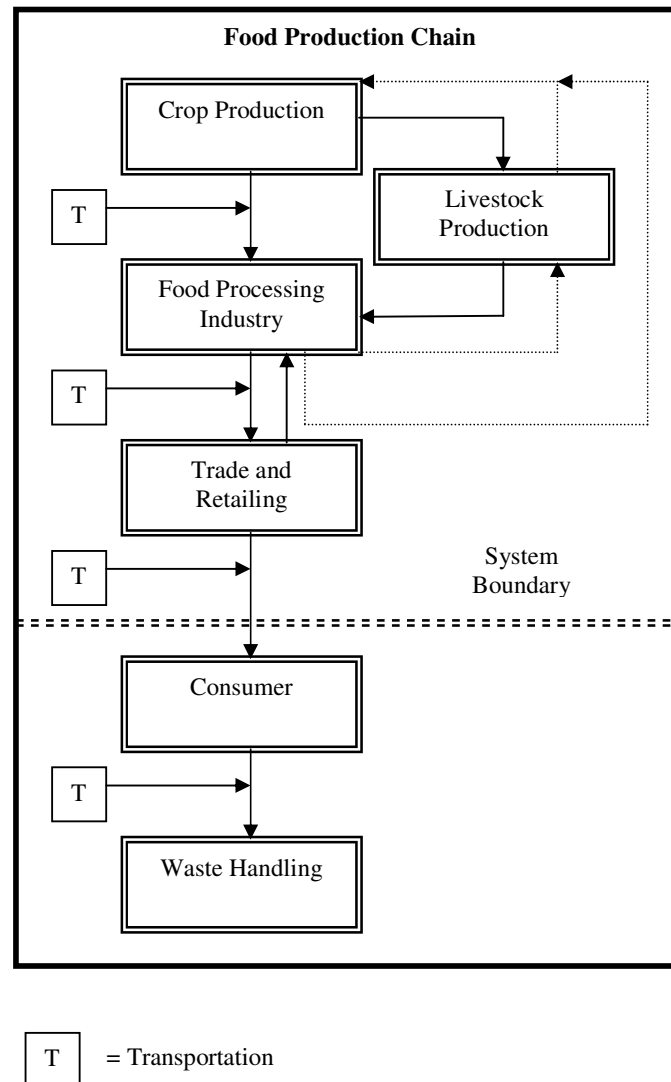 Food Production Chain
Crop Production
T
Livestock
Production
Food Processing
Industry
T
Trade and
Retailing
T
System
Boundary
Consumer
T
Waste Handling
T = Transportation